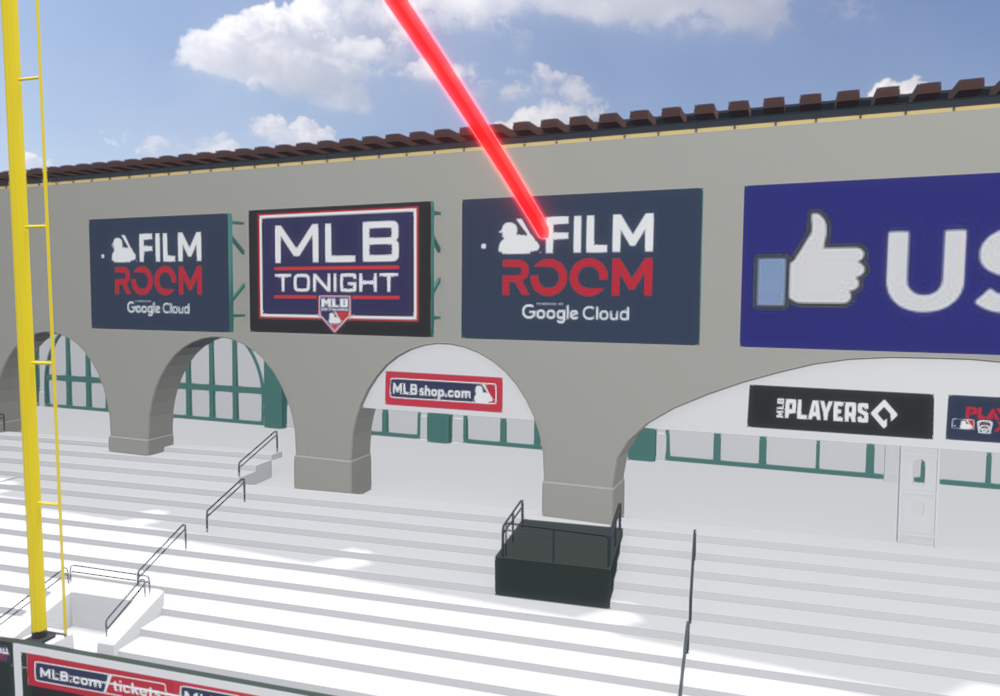 FILM
ROOM
Google Cloud
MLB
TONIGHT
MLB
FILM
ROOM
Google Cloud
US
MLBshop.com
MLB PLAYERS
PLA
MLB.com/tickets